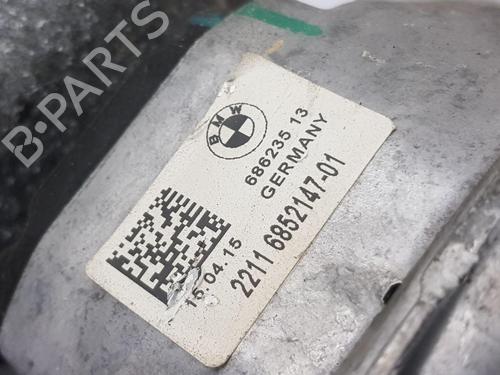 B-PARTS
BMW
686235 13
GERMANY
15.04.15
2211 6852147-01